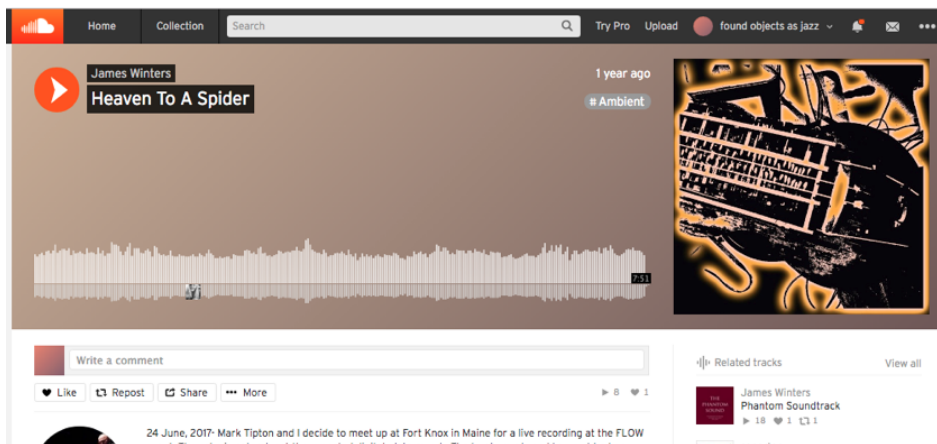 Home Collection Search Try Pro Upload found objects as jazz
James Winters
1 year ago
Heaven To A Spider
# Ambient
7:51
Write a comment
Like Repost Share More
8 1
Related tracks View all
James Winters
Phantom Soundtrack
18 1 1
THE
PHANTOM
SOUND
24 June, 2017- Mark Tipton and I decide to meet up at Fort Knox in Maine for a live recording at the FLOW